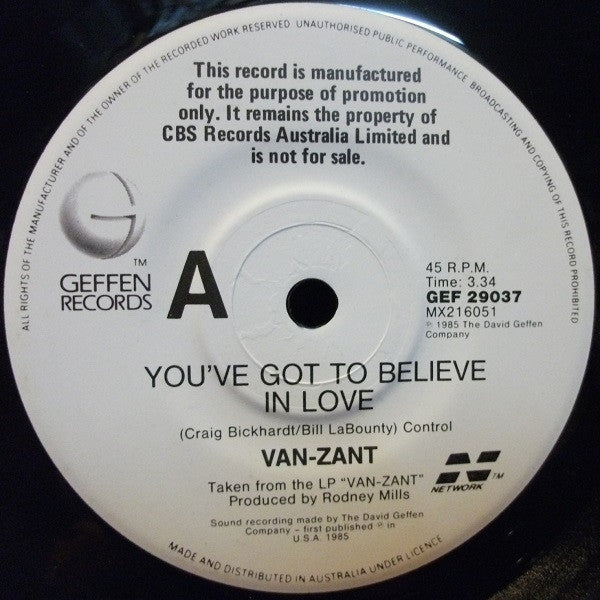 ALL RIGHTS OF THE MANUFACTURER AND OF THE OWNER OF THE RECORDED WORK RESERVED. UNAUTHORISED PUBLIC PERFORMANCE, BROADCASTING AND COPYING OF THIS RECORD PROHIBITED
This record is manufactured
for the purpose of promotion
only. It remains the property of
CBS Records Australia Limited and
is not for sale.
G
TM
GEFFEN
RECORDS
A
45 R.P.M.
Time: 3.34
GEF 29037
MX216051
℗ 1985 The David Geffen
Company
YOU'VE GOT TO BELIEVE
IN LOVE
(Craig Bickhardt/Bill LaBounty) Control
VAN-ZANT
Taken from the LP "VAN-ZANT"
Produced by Rodney Mills
N TM
NETWORK
Sound recording made by The David Geffen
Company - first published ℗ in
U.S.A. 1985
MADE AND DISTRIBUTED IN AUSTRALIA UNDER LICENCE